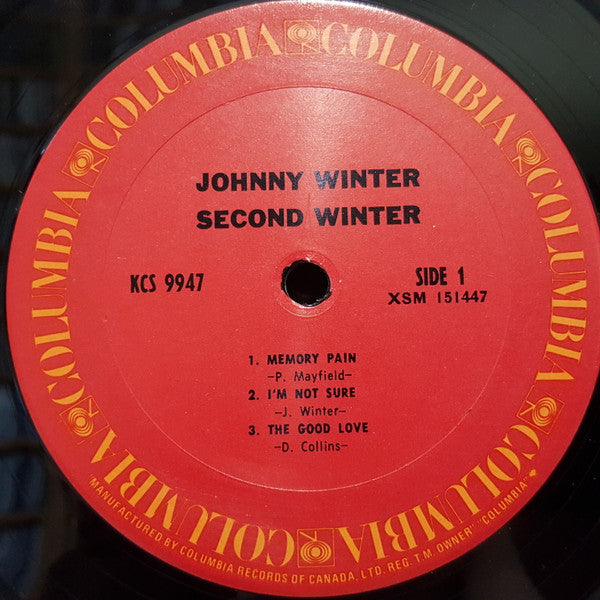 COLUMBIA COLUMBIA COLUMBIA COLUMBIA COLUMBIA COLUMBIA COLUMBIA COLUMBIA
JOHNNY WINTER
SECOND WINTER
KCS 9947
SIDE 1
XSM 151447
1. MEMORY PAIN
–P. Mayfield–
2. I'M NOT SURE
–J. Winter–
3. THE GOOD LOVE
–D. Collins–
MANUFACTURED BY COLUMBIA RECORDS OF CANADA, LTD. REG. T.M. OWNER" "COLUMBIA"